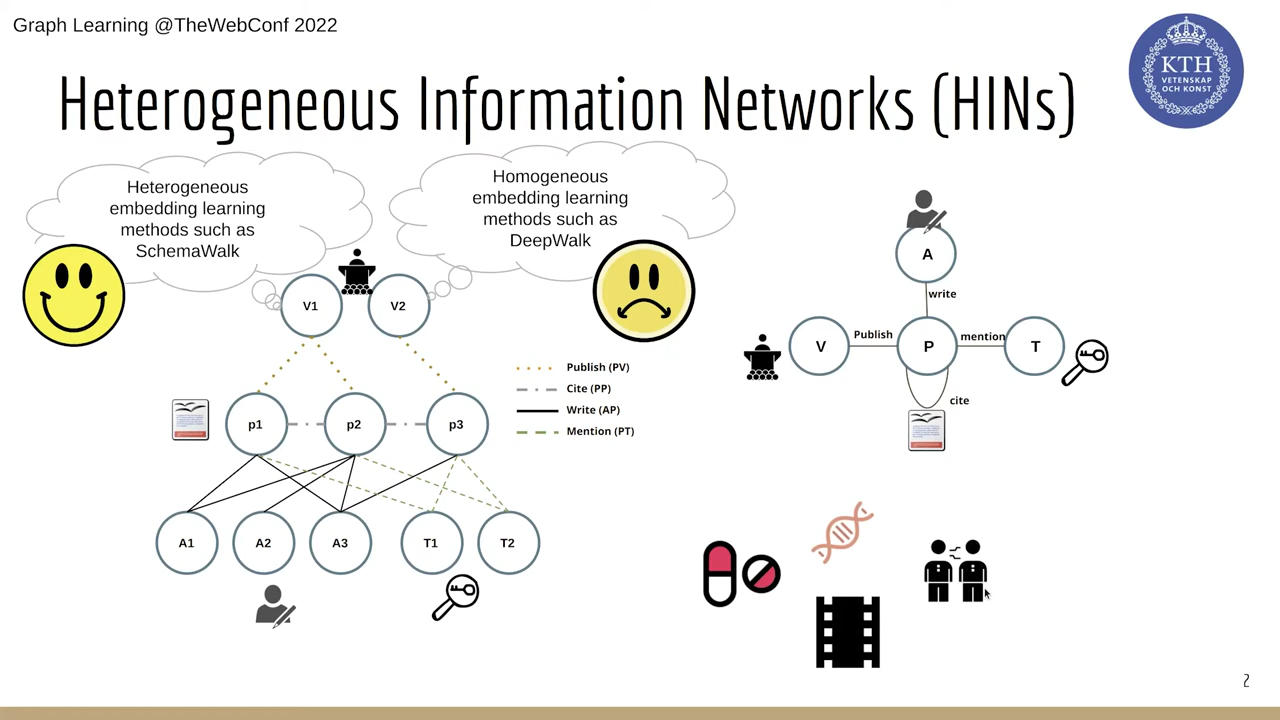 Graph Learning @TheWebConf 2022
KTH
VETENSKAP
OCH KONST
Heterogeneous Information Networks (HINs)
Heterogeneous
embedding learning
methods such as
SchemaWalk
Homogeneous
embedding learning
methods such as
DeepWalk
V1
V2
Publish (PV)
Cite (PP)
Write (AP)
Mention (PT)
p1
p2
p3
A1
A2
A3
T1
T2
A
write
V
Publish
P
mention
T
cite
2